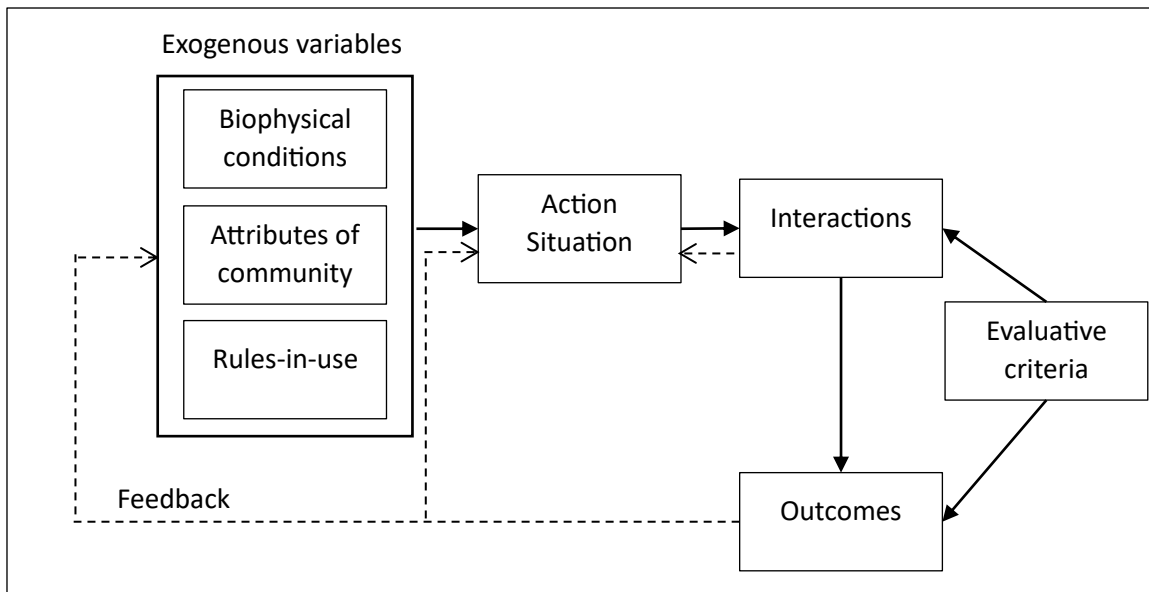 Exogenous variables
Biophysical
conditions
Attributes of
community
Rules-in-use
Action
Situation
Interactions
Evaluative
criteria
Feedback
Outcomes